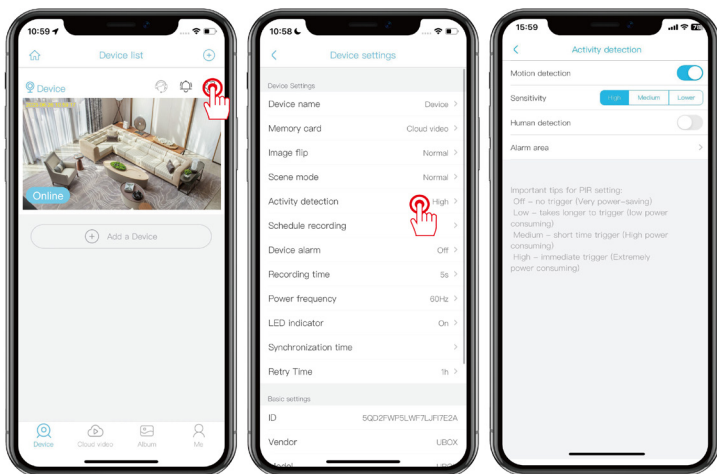 10:59
Device list
Device
Online
Add a Device
Device
Cloud video
Album
Me
10:58
Device settings
Device Settings
Device name Device
Memory card Cloud video
Image flip Normal
Scene mode Normal
Activity detection High
Schedule recording
Device alarm Off
Recording time 5s
Power frequency 60Hz
LED indicator On
Synchronization time
Retry Time 1h
Basic settings
ID 5QD2FWP5LWF7LJFI7E2A
Vendor UBOX
15:59
Activity detection
Motion detection
Sensitivity High Medium Lower
Human detection
Alarm area
Important tips for PIR setting:
Off – no trigger (Very power-saving)
Low – takes longer to trigger (low power
consuming)
Medium – short time trigger (High power
consuming)
High – immediate trigger (Extremely
power consuming)